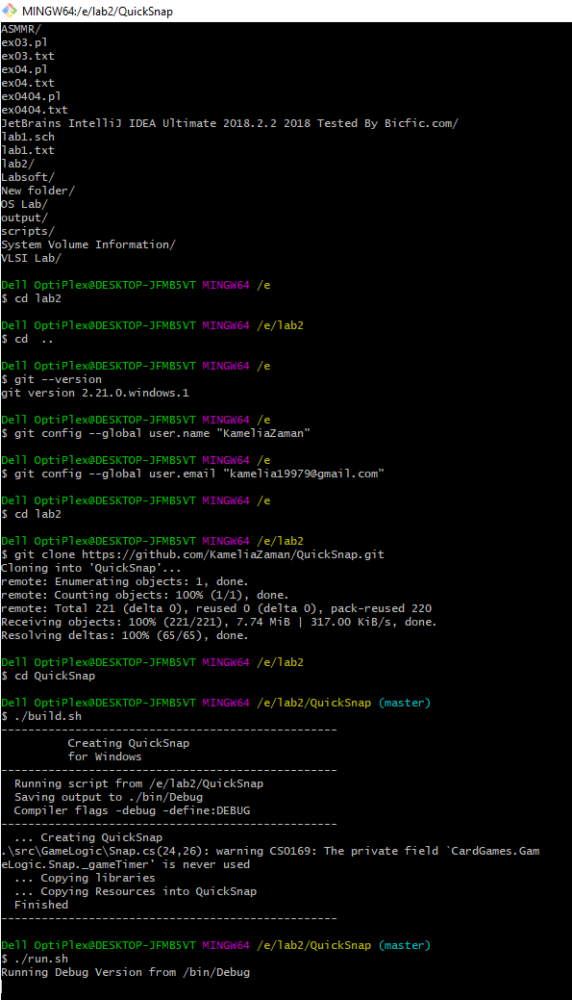 MINGW64:/e/lab2/QuickSnap
ASMMR/
ex03.pl
ex03.txt
ex04.pl
ex04.txt
ex0404.pl
ex0404.txt
JetBrains IntelliJ IDEA Ultimate 2018.2.2 2018 Tested By Bicfic.com/
lab1.sch
lab1.txt
lab2/
Labsoft/
New folder/
OS Lab/
output/
scripts/
System Volume Information/
VLSI Lab/
Dell OptiPlex@DESKTOP-JFMB5VT MINGW64 /e
$ cd lab2
Dell OptiPlex@DESKTOP-JFMB5VT MINGW64 /e/lab2
$ cd  ..
Dell OptiPlex@DESKTOP-JFMB5VT MINGW64 /e
$ git --version
git version 2.21.0.windows.1
Dell OptiPlex@DESKTOP-JFMB5VT MINGW64 /e
$ git config --global user.name "KameliaZaman"
Dell OptiPlex@DESKTOP-JFMB5VT MINGW64 /e
$ git config --global user.email "kamelia19979@gmail.com"
Dell OptiPlex@DESKTOP-JFMB5VT MINGW64 /e
$ cd lab2
Dell OptiPlex@DESKTOP-JFMB5VT MINGW64 /e/lab2
$ git clone https://github.com/KameliaZaman/QuickSnap.git
Cloning into 'QuickSnap'...
remote: Enumerating objects: 1, done.
remote: Counting objects: 100% (1/1), done.
remote: Total 221 (delta 0), reused 0 (delta 0), pack-reused 220
Receiving objects: 100% (221/221), 7.74 MiB | 317.00 KiB/s, done.
Resolving deltas: 100% (65/65), done.
Dell OptiPlex@DESKTOP-JFMB5VT MINGW64 /e/lab2
$ cd QuickSnap
Dell OptiPlex@DESKTOP-JFMB5VT MINGW64 /e/lab2/QuickSnap (master)
$ ./build.sh
--------------------------------------------------
          Creating QuickSnap
          for Windows
--------------------------------------------------
  Running script from /e/lab2/QuickSnap
  Saving output to ./bin/Debug
  Compiler flags -debug -define:DEBUG
--------------------------------------------------
  ... Creating QuickSnap
.\src\GameLogic\Snap.cs(24,26): warning CS0169: The private field `CardGames.Gam
eLogic.Snap._gameTimer' is never used
  ... Copying libraries
  ... Copying Resources into QuickSnap
  Finished
--------------------------------------------------
Dell OptiPlex@DESKTOP-JFMB5VT MINGW64 /e/lab2/QuickSnap (master)
$ ./run.sh
Running Debug Version from /bin/Debug